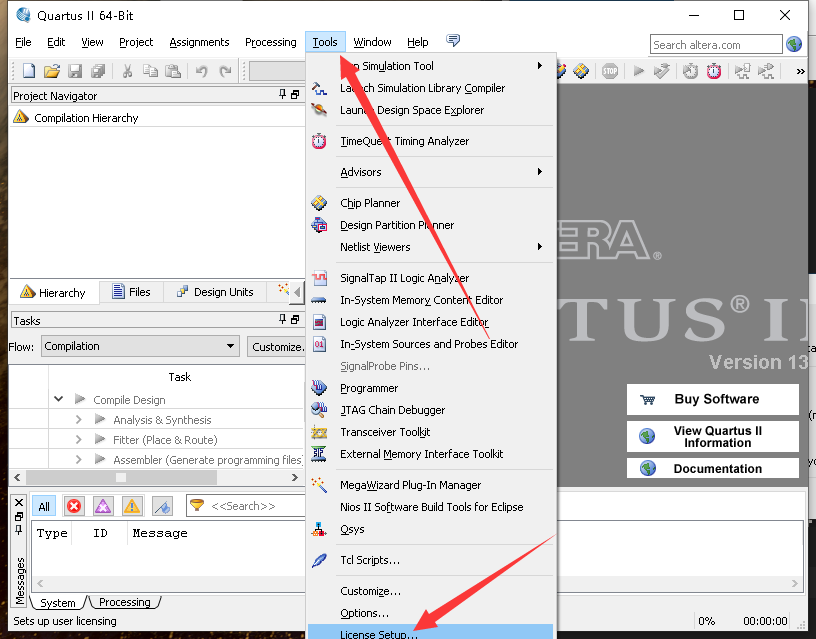 Quartus II 64-Bit
File Edit View Project Assignments Processing Tools Window Help
Search altera.com
Project Navigator
Compilation Hierarchy
Hierarchy Files Design Units
Tasks
Flow: Compilation Customize.
Task
Compile Design
Analysis & Synthesis
Fitter (Place & Route)
Assembler (Generate programming files)
Simulation Tool
Launch Simulation Library Compiler
Launch Design Space Explorer
TimeQuest Timing Analyzer
Advisors
Chip Planner
Design Partition Planner
Netlist Viewers
SignalTap II Logic Analyzer
In-System Memory Content Editor
Logic Analyzer Interface Editor
In-System Sources and Probes Editor
SignalProbe Pins...
Programmer
JTAG Chain Debugger
Transceiver Toolkit
External Memory Interface Toolkit
MegaWizard Plug-In Manager
Nios II Software Build Tools for Eclipse
Qsys
Tcl Scripts...
Customize...
Options...
License Setup...
STOP
ERA®
TUS® I
Version 13
Buy Software
View Quartus II
Information
Documentation
All <<Search>>
Type ID Message
Messages
System Processing
Sets up user licensing
0% 00:00:00